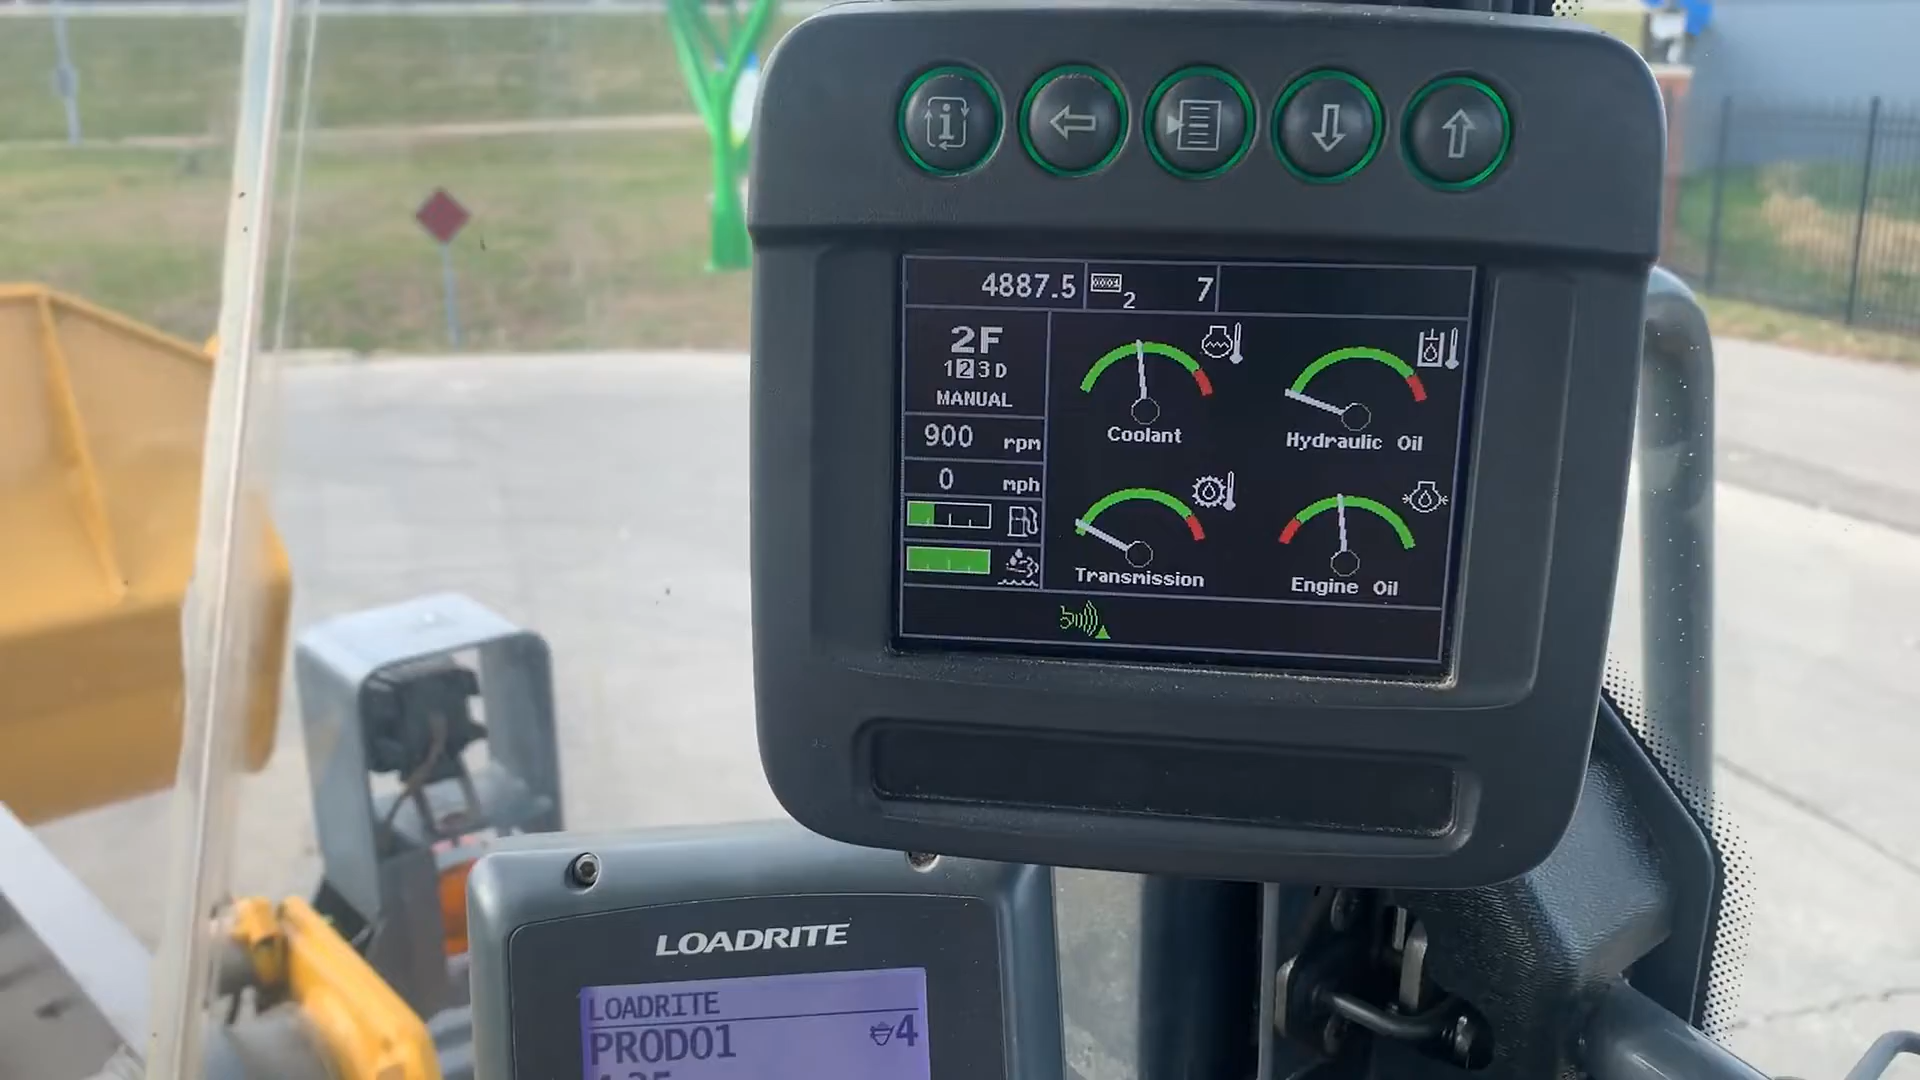 4887.5 0001 2 7
2F
1 2 3 D
MANUAL
900 rpm
0 mph
Coolant
Hydraulic Oil
Transmission
Engine Oil
LOADRITE
LOADRITE
PROD01 4